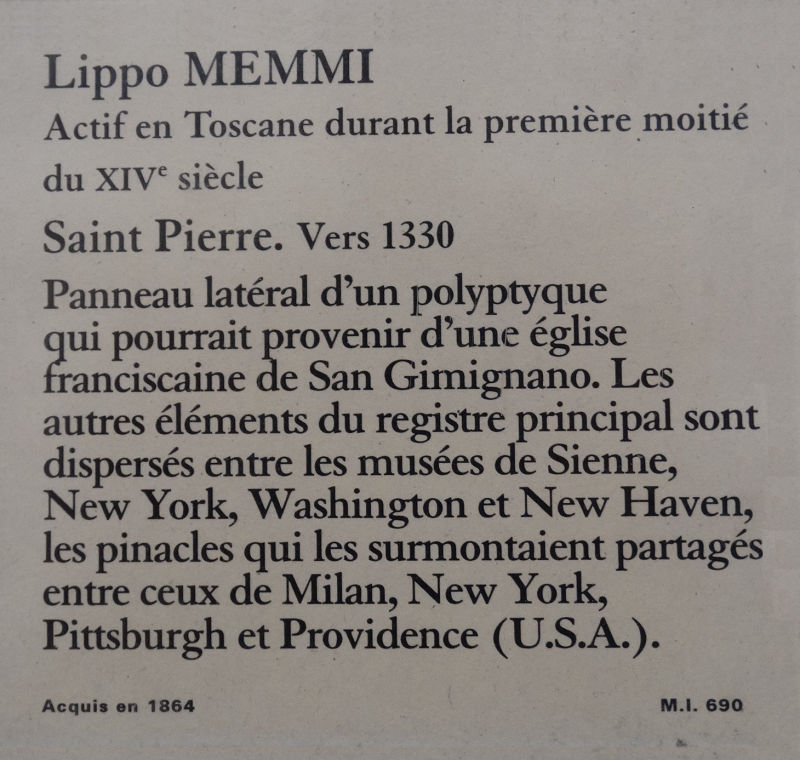 Lippo MEMMI
Actif en Toscane durant la première moitié
du XIVe siècle
Saint Pierre. Vers 1330
Panneau latéral d'un polyptyque
qui pourrait provenir d'une église
franciscaine de San Gimignano. Les
autres éléments du registre principal sont
dispersés entre les musées de Sienne,
New York, Washington et New Haven,
les pinacles qui les surmontaient partagés
entre ceux de Milan, New York,
Pittsburgh et Providence (U.S.A.).
Acquis en 1864 M.I. 690